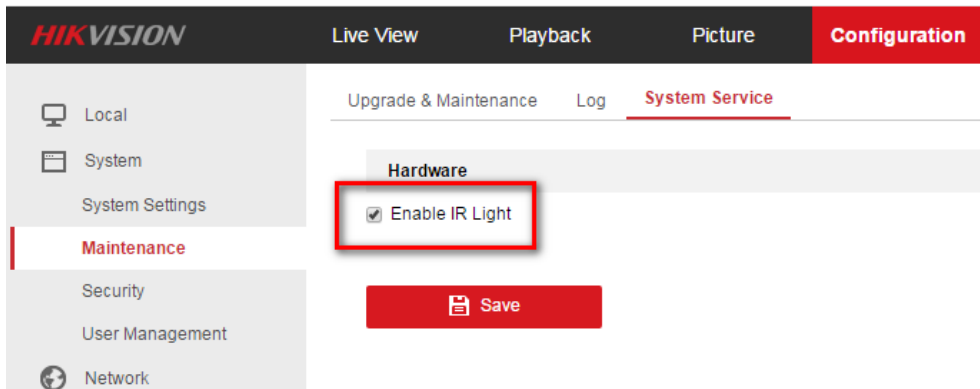 HIKVISION Live View Playback Picture Configuration
Local
System
System Settings
Maintenance
Security
User Management
Network
Upgrade & Maintenance Log System Service
Hardware
Enable IR Light
Save